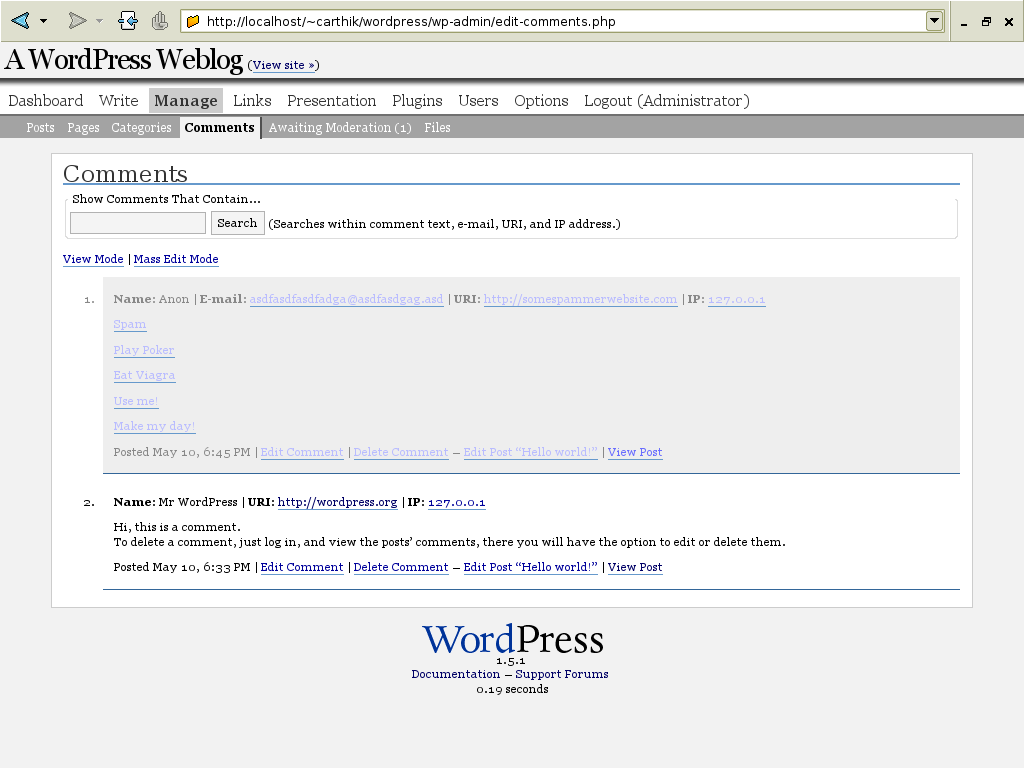 http://localhost/~carthik/wordpress/wp-admin/edit-comments.php
A WordPress Weblog (View site »)
Dashboard Write Manage Links Presentation Plugins Users Options Logout (Administrator)
Posts Pages Categories Comments Awaiting Moderation (1) Files
Comments
Show Comments That Contain...
Search (Searches within comment text, e-mail, URI, and IP address.)
View Mode | Mass Edit Mode
1. Name: Anon | E-mail: asdfasdfasdfadga@asdfasdgag.asd | URI: http://somespammerwebsite.com | IP: 127.0.0.1
Spam
Play Poker
Eat Viagra
Use me!
Make my day!
Posted May 10, 6:45 PM | Edit Comment | Delete Comment — Edit Post “Hello world!” | View Post
2. Name: Mr WordPress | URI: http://wordpress.org | IP: 127.0.0.1
Hi, this is a comment.
To delete a comment, just log in, and view the posts’ comments, there you will have the option to edit or delete them.
Posted May 10, 6:33 PM | Edit Comment | Delete Comment — Edit Post “Hello world!” | View Post
WordPress
1.5.1
Documentation — Support Forums
0.19 seconds